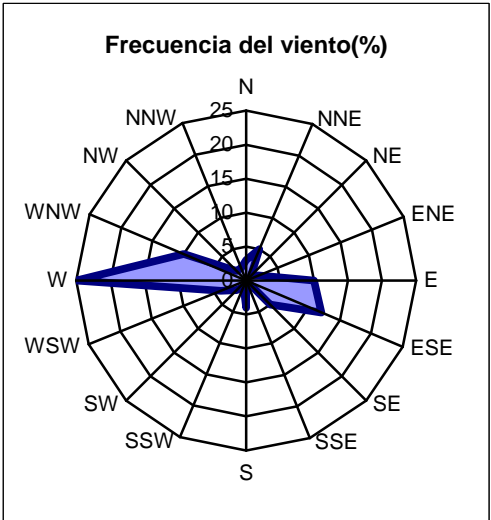 Frecuencia del viento(%)
N
NNW
25
NNE
NW
20
NE
15
WNW
10
ENE
5
W
0
E
WSW
ESE
SW
SE
SSW
SSE
S